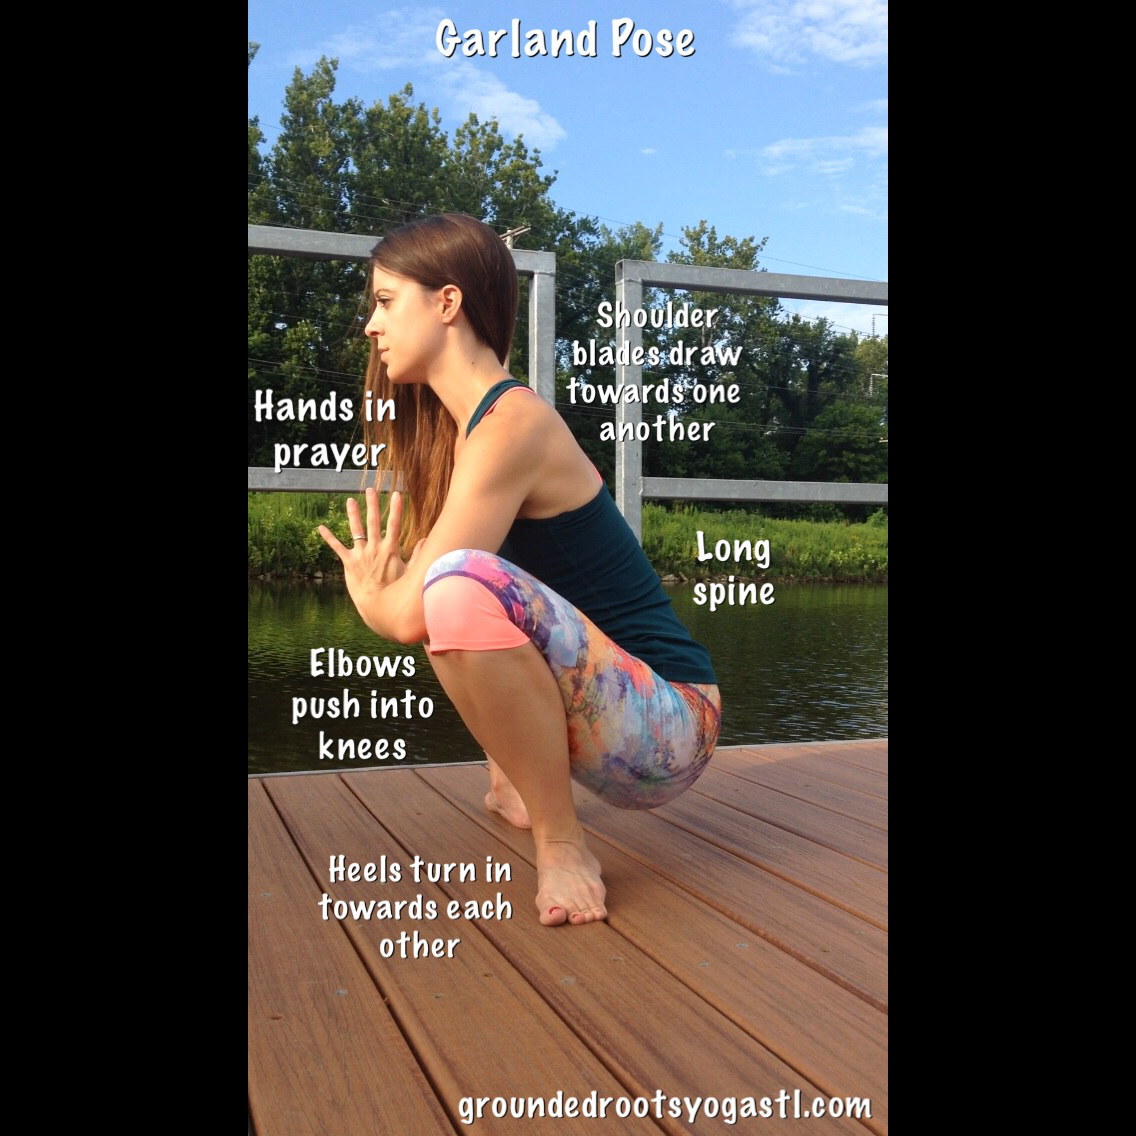 Garland Pose
Shoulder
blades draw
towards one
another
Hands in
prayer
Long
spine
Elbows
push into
knees
Heels turn in
towards each
other
groundedrootsyogastl.com